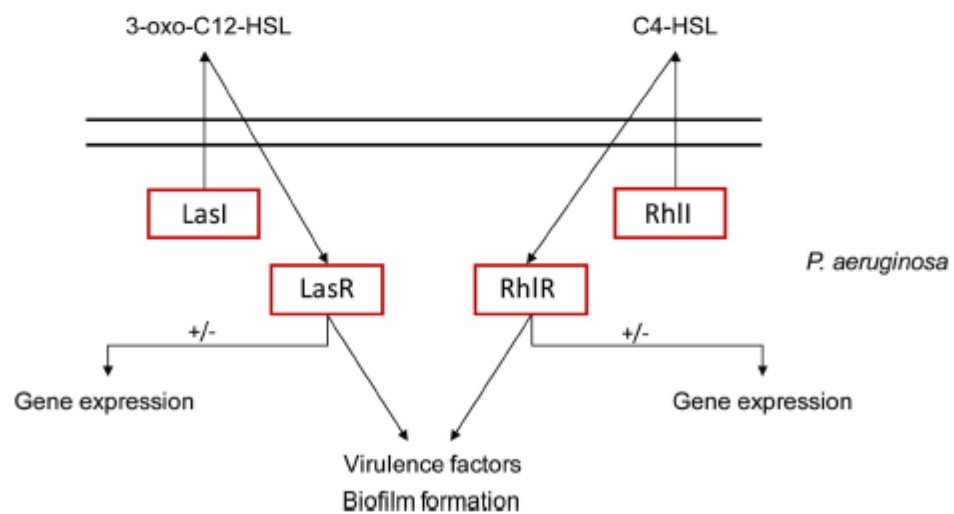 3-oxo-C12-HSL
C4-HSL
LasI
RhlI
P. aeruginosa
LasR
RhlR
+/-
+/-
Gene expression
Gene expression
Virulence factors
Biofilm formation